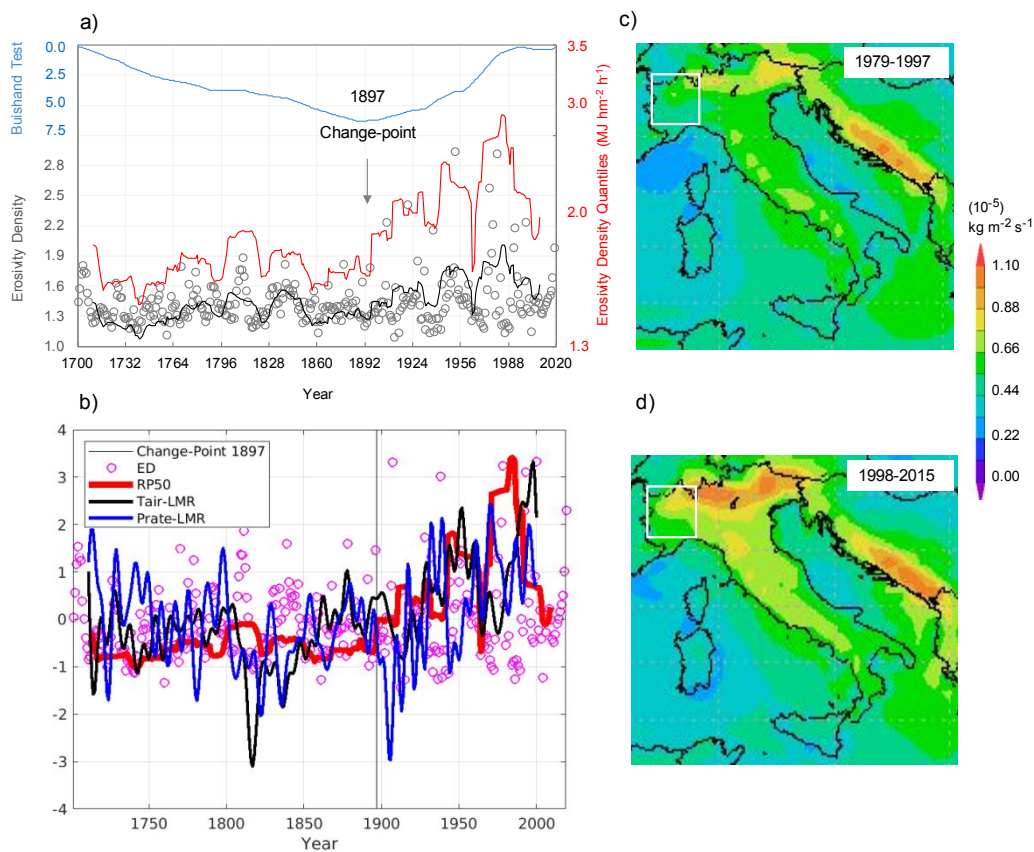 a)
Buishand Test
0.0
2.5
5.0
7.5
Erosivity Density
2.8
2.5
2.2
1.9
1.6
1.3
1.0
1897
Change-point
3.5
3.0
2.0
1.3
Erosivity Density Quantiles (MJ hm-2 h-1)
1700 1732 1764 1796 1828 1860 1892 1924 1956 1988 2020
Year
b)
4
3
2
1
0
-1
-2
-3
-4
Change-Point 1897
ED
RP50
Tair-LMR
Prate-LMR
1750 1800 1850 1900 1950 2000
Year
c)
1979-1997
d)
1998-2015
(10-5)
kg m-2 s-1
1.10
0.88
0.66
0.44
0.22
0.00